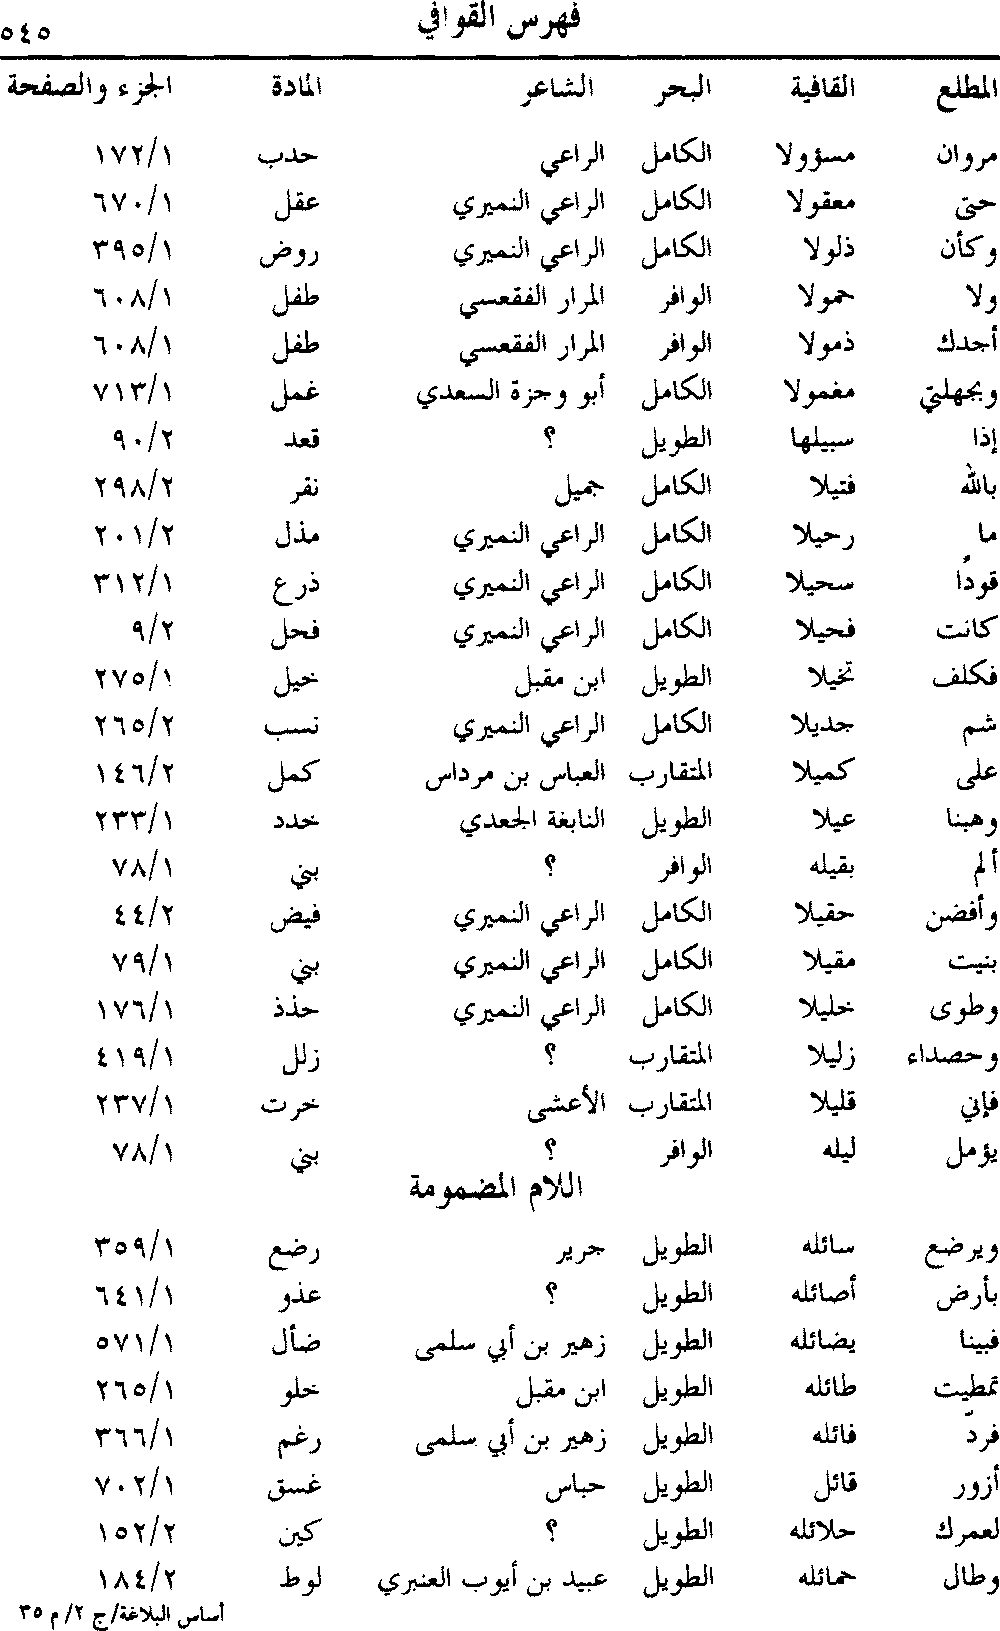 فهرس القوافي ٥٤٥
المطلع القافية البحر الشاعر المادة الجزء والصفحة
مروان مسؤولا الكامل الراعي حدب ١٧٢/١
حتى معقولا الكامل الراعي النميري عقل ٦٧٠/١
وكأن ذلولا الكامل الراعي النميري روض ٣٩٥/١
ولا حمولا الوافر المرار الفقعسي طفل ٦٠٨/١
أجدك ذمولا الوافر المرار الفقعسي طفل ٦٠٨/١
وبجهلتي مغمولا الكامل أبو وجزة السعدي غمل ٧١٣/١
إذا سبيلها الطويل ؟ قعد ٩٠/٢
بالله فتيلا الكامل جميل نقر ٢٩٨/٢
ما رحيلا الكامل الراعي النميري مذل ٢٠١/٢
قودُا سحيلا الكامل الراعي النميري ذرع ٣١٢/١
كانت فحيلا الكامل الراعي النميري فحل ٩/٢
فكلف تخيلا الطويل ابن مقبل خيل ٢٧٥/١
شم جديلا الكامل الراعي النميري نسب ٢٦٥/٢
على كميلا المتقارب العباس بن مرداس كمل ١٤٦/٢
وهبنا عيلا الطويل النابغة الجعدي خدد ٢٣٣/١
ألم بقيله الوافر ؟ بني ٧٨/١
وأفضن حقيلا الكامل الراعي النميري فيض ٤٤/٢
بنيت مقيلا الكامل الراعي النميري بني ٧٩/١
وطوى خليلا الكامل الراعي النميري حذذ ١٧٦/١
وحصداء زليلا المتقارب ؟ زلل ٤١٩/١
فإني قليلا المتقارب الأعشى خرت ٢٣٧/١
يؤمل ليله الوافر ؟ بني ٧٨/١
اللام المضمومة
ويرضع سائله الطويل جرير رضع ٣٥٩/١
بأرض أصائله الطويل ؟ عذو ٦٤١/١
فبينا يضائله الطويل زهير بن أبي سلمى ضأل ٥٧١/١
تمطيت طائله الطويل ابن مقبل خلو ٢٦٥/١
فردّ فائله الطويل زهير بن أبي سلمى رغم ٣٦٦/١
أزور قائل الطويل حباس غسق ٧٠٢/١
لعمرك حلائله الطويل ؟ كين ١٥٢/٢
وطال حمائله الطويل عبيد بن أيوب العنبري لوط ١٨٤/٢
أساس البلاغة/ج ٢/م ٣٥